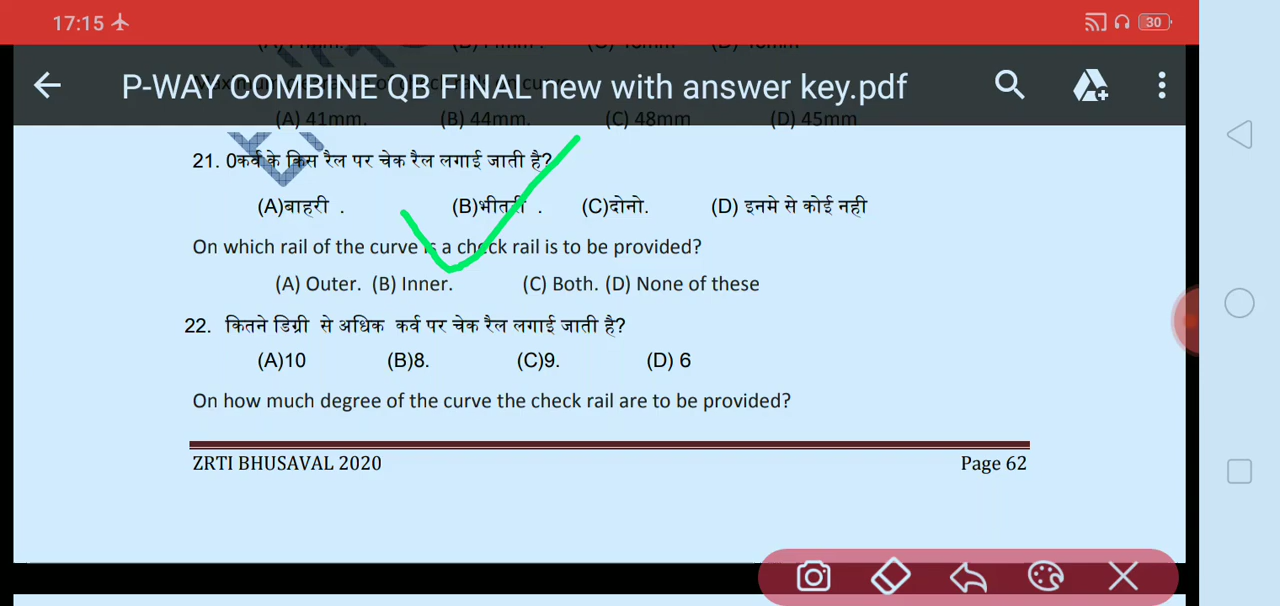 17:15
30
P-WAY COMBINE QB FINAL new with answer key.pdf
(A) 41mm. (B) 44mm. (C) 48mm (D) 45mm
21. 0कर्व के किस रैल पर चेक रैल लगाई जाती है?
(A)बाहरी . (B)भीतरी . (C)दोनो. (D) इनमे से कोई नही
On which rail of the curve is a check rail is to be provided?
(A) Outer. (B) Inner. (C) Both. (D) None of these
22. कितने डिग्री से अधिक कर्व पर चेक रैल लगाई जाती है?
(A)10 (B)8. (C)9. (D) 6
On how much degree of the curve the check rail are to be provided?
ZRTI BHUSAVAL 2020 Page 62